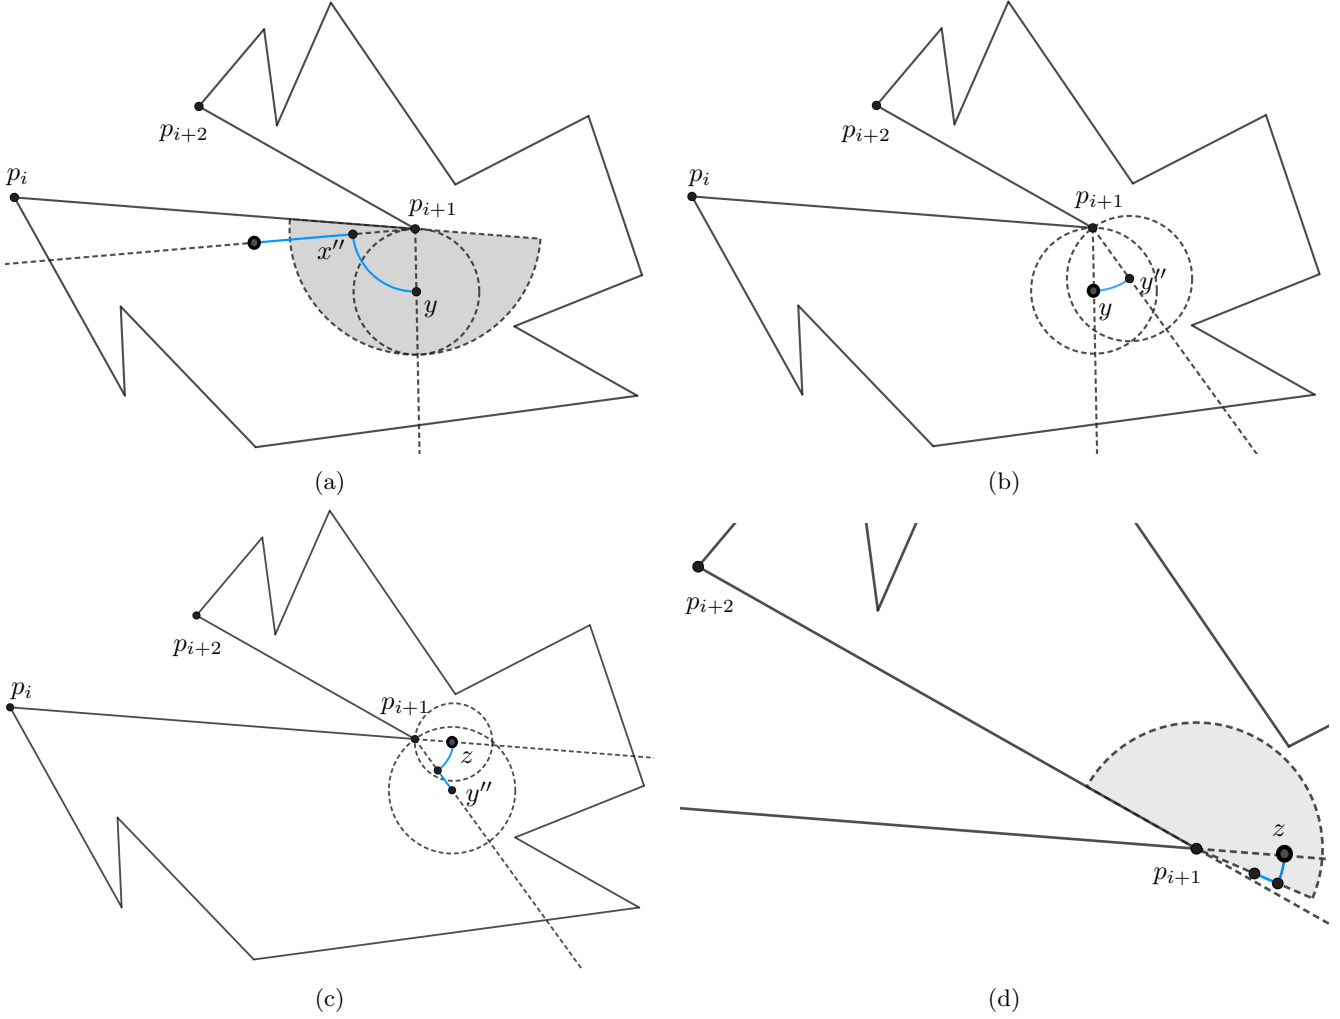 p_{i+2}
p_i
p_{i+1}
x''
y
(a)
p_{i+2}
p_i
p_{i+1}
y''
y
(b)
p_{i+2}
p_i
p_{i+1}
z
y''
(c)
p_{i+2}
z
p_{i+1}
(d)